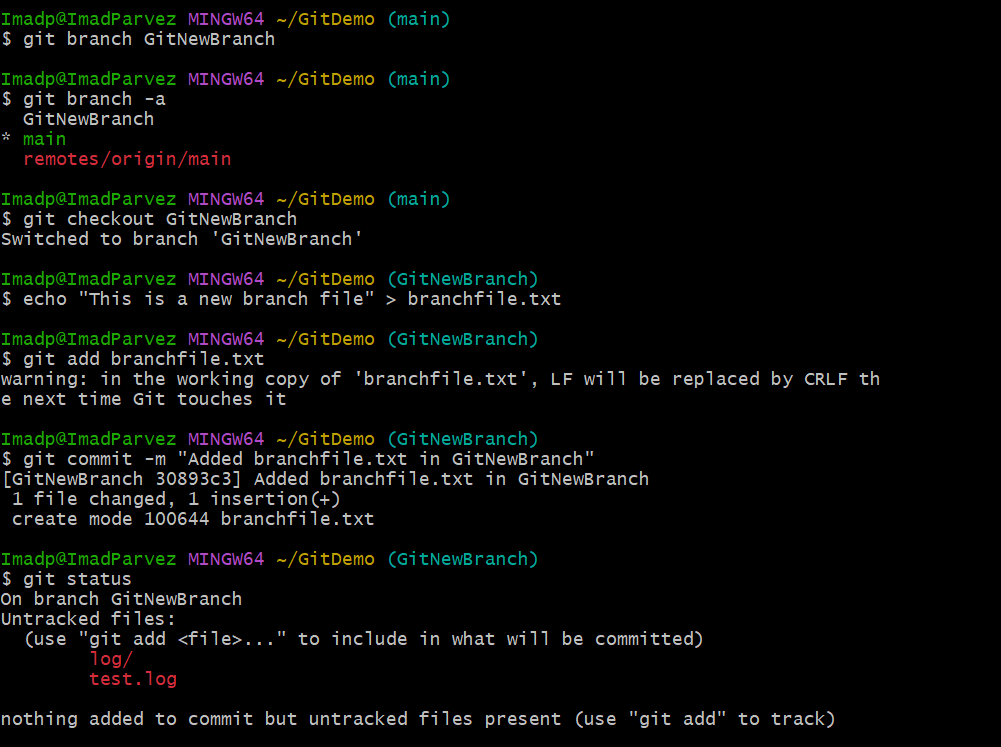 Imadp@ImadParvez MINGW64 ~/GitDemo (main)
$ git branch GitNewBranch
Imadp@ImadParvez MINGW64 ~/GitDemo (main)
$ git branch -a
  GitNewBranch
* main
  remotes/origin/main
Imadp@ImadParvez MINGW64 ~/GitDemo (main)
$ git checkout GitNewBranch
Switched to branch 'GitNewBranch'
Imadp@ImadParvez MINGW64 ~/GitDemo (GitNewBranch)
$ echo "This is a new branch file" > branchfile.txt
Imadp@ImadParvez MINGW64 ~/GitDemo (GitNewBranch)
$ git add branchfile.txt
warning: in the working copy of 'branchfile.txt', LF will be replaced by CRLF th
e next time Git touches it
Imadp@ImadParvez MINGW64 ~/GitDemo (GitNewBranch)
$ git commit -m "Added branchfile.txt in GitNewBranch"
[GitNewBranch 30893c3] Added branchfile.txt in GitNewBranch
 1 file changed, 1 insertion(+)
 create mode 100644 branchfile.txt
Imadp@ImadParvez MINGW64 ~/GitDemo (GitNewBranch)
$ git status
On branch GitNewBranch
Untracked files:
  (use "git add <file>..." to include in what will be committed)
        log/
        test.log
nothing added to commit but untracked files present (use "git add" to track)